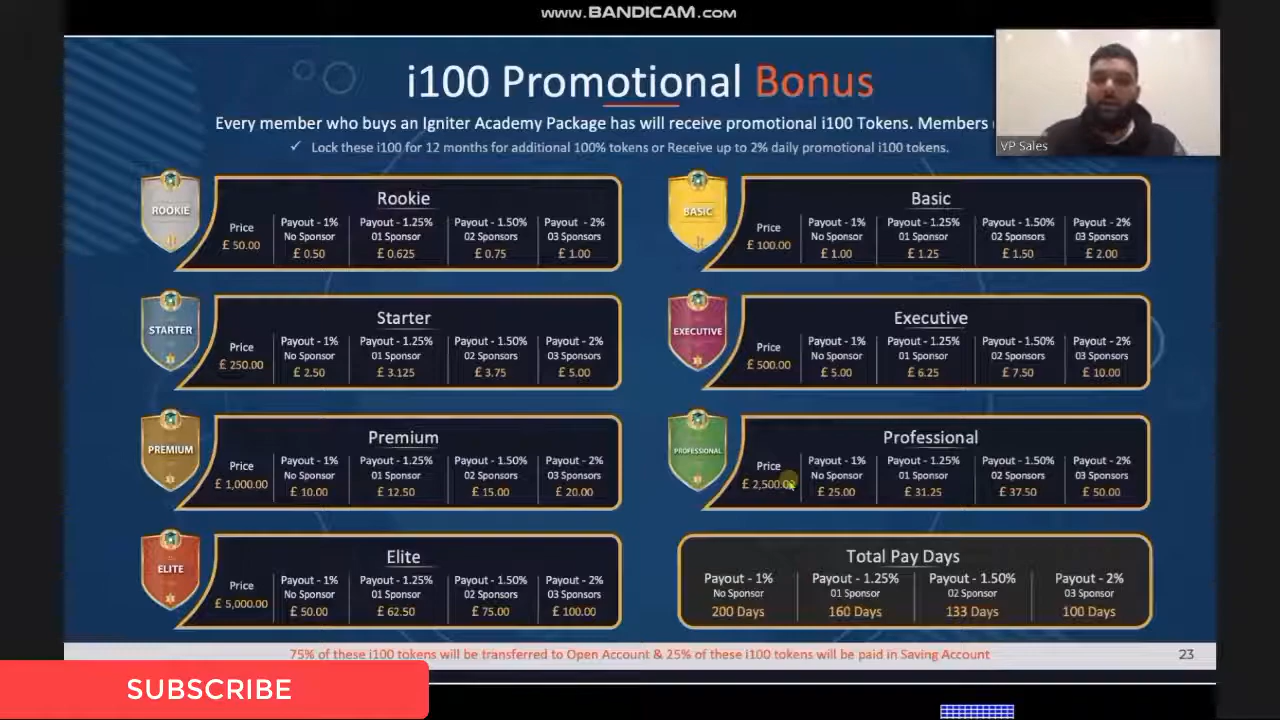 www.BANDICAM.com
i100 Promotional Bonus
Every member who buys an Igniter Academy Package has will receive promotional i100 Tokens. Members
✓ Lock these i100 for 12 months for additional 100% tokens or Receive up to 2% daily promotional i100 tokens.
VP Sales
ROOKIE
Rookie
Price Payout - 1% Payout - 1.25% Payout - 1.50% Payout - 2%
No Sponsor 01 Sponsor 02 Sponsors 03 Sponsors
£ 50.00 £ 0.50 £ 0.625 £ 0.75 £ 1.00
BASIC
Basic
Price Payout - 1% Payout - 1.25% Payout - 1.50% Payout - 2%
No Sponsor 01 Sponsor 02 Sponsors 03 Sponsors
£ 100.00 £ 1.00 £ 1.25 £ 1.50 £ 2.00
STARTER
Starter
Price Payout - 1% Payout - 1.25% Payout - 1.50% Payout - 2%
No Sponsor 01 Sponsor 02 Sponsors 03 Sponsors
£ 250.00 £ 2.50 £ 3.125 £ 3.75 £ 5.00
EXECUTIVE
Executive
Price Payout - 1% Payout - 1.25% Payout - 1.50% Payout - 2%
No Sponsor 01 Sponsor 02 Sponsors 03 Sponsors
£ 500.00 £ 5.00 £ 6.25 £ 7.50 £ 10.00
PREMIUM
Premium
Price Payout - 1% Payout - 1.25% Payout - 1.50% Payout - 2%
No Sponsor 01 Sponsor 02 Sponsors 03 Sponsors
£ 1,000.00 £ 10.00 £ 12.50 £ 15.00 £ 20.00
PROFESSIONAL
Professional
Price Payout - 1% Payout - 1.25% Payout - 1.50% Payout - 2%
No Sponsor 01 Sponsor 02 Sponsors 03 Sponsors
£ 2,500.00 £ 25.00 £ 31.25 £ 37.50 £ 50.00
ELITE
Elite
Price Payout - 1% Payout - 1.25% Payout - 1.50% Payout - 2%
No Sponsor 01 Sponsor 02 Sponsors 03 Sponsors
£ 5,000.00 £ 50.00 £ 62.50 £ 75.00 £ 100.00
Total Pay Days
Payout - 1% Payout - 1.25% Payout - 1.50% Payout - 2%
No Sponsor 01 Sponsor 02 Sponsor 03 Sponsor
200 Days 160 Days 133 Days 100 Days
75% of these i100 tokens will be transferred to Open Account & 25% of these i100 tokens will be paid in Saving Account
23
SUBSCRIBE